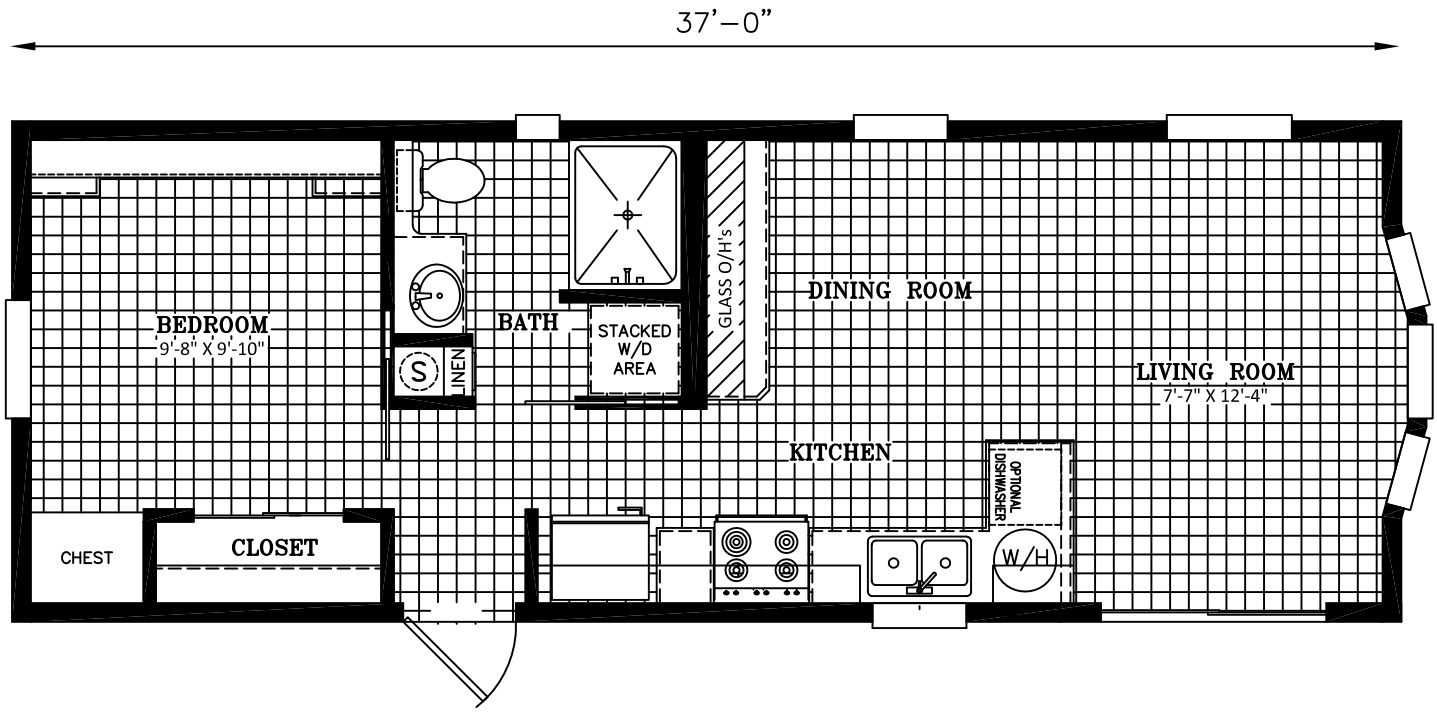 37'-0"
GLASS O/H's
DINING ROOM
BEDROOM
9'-8" X 9'-10"
BATH
STACKED
W/D
AREA
S
LINEN
LIVING ROOM
7'-7" X 12'-4"
KITCHEN
OPTIONAL
DISHWASHER
CHEST
CLOSET
W/H